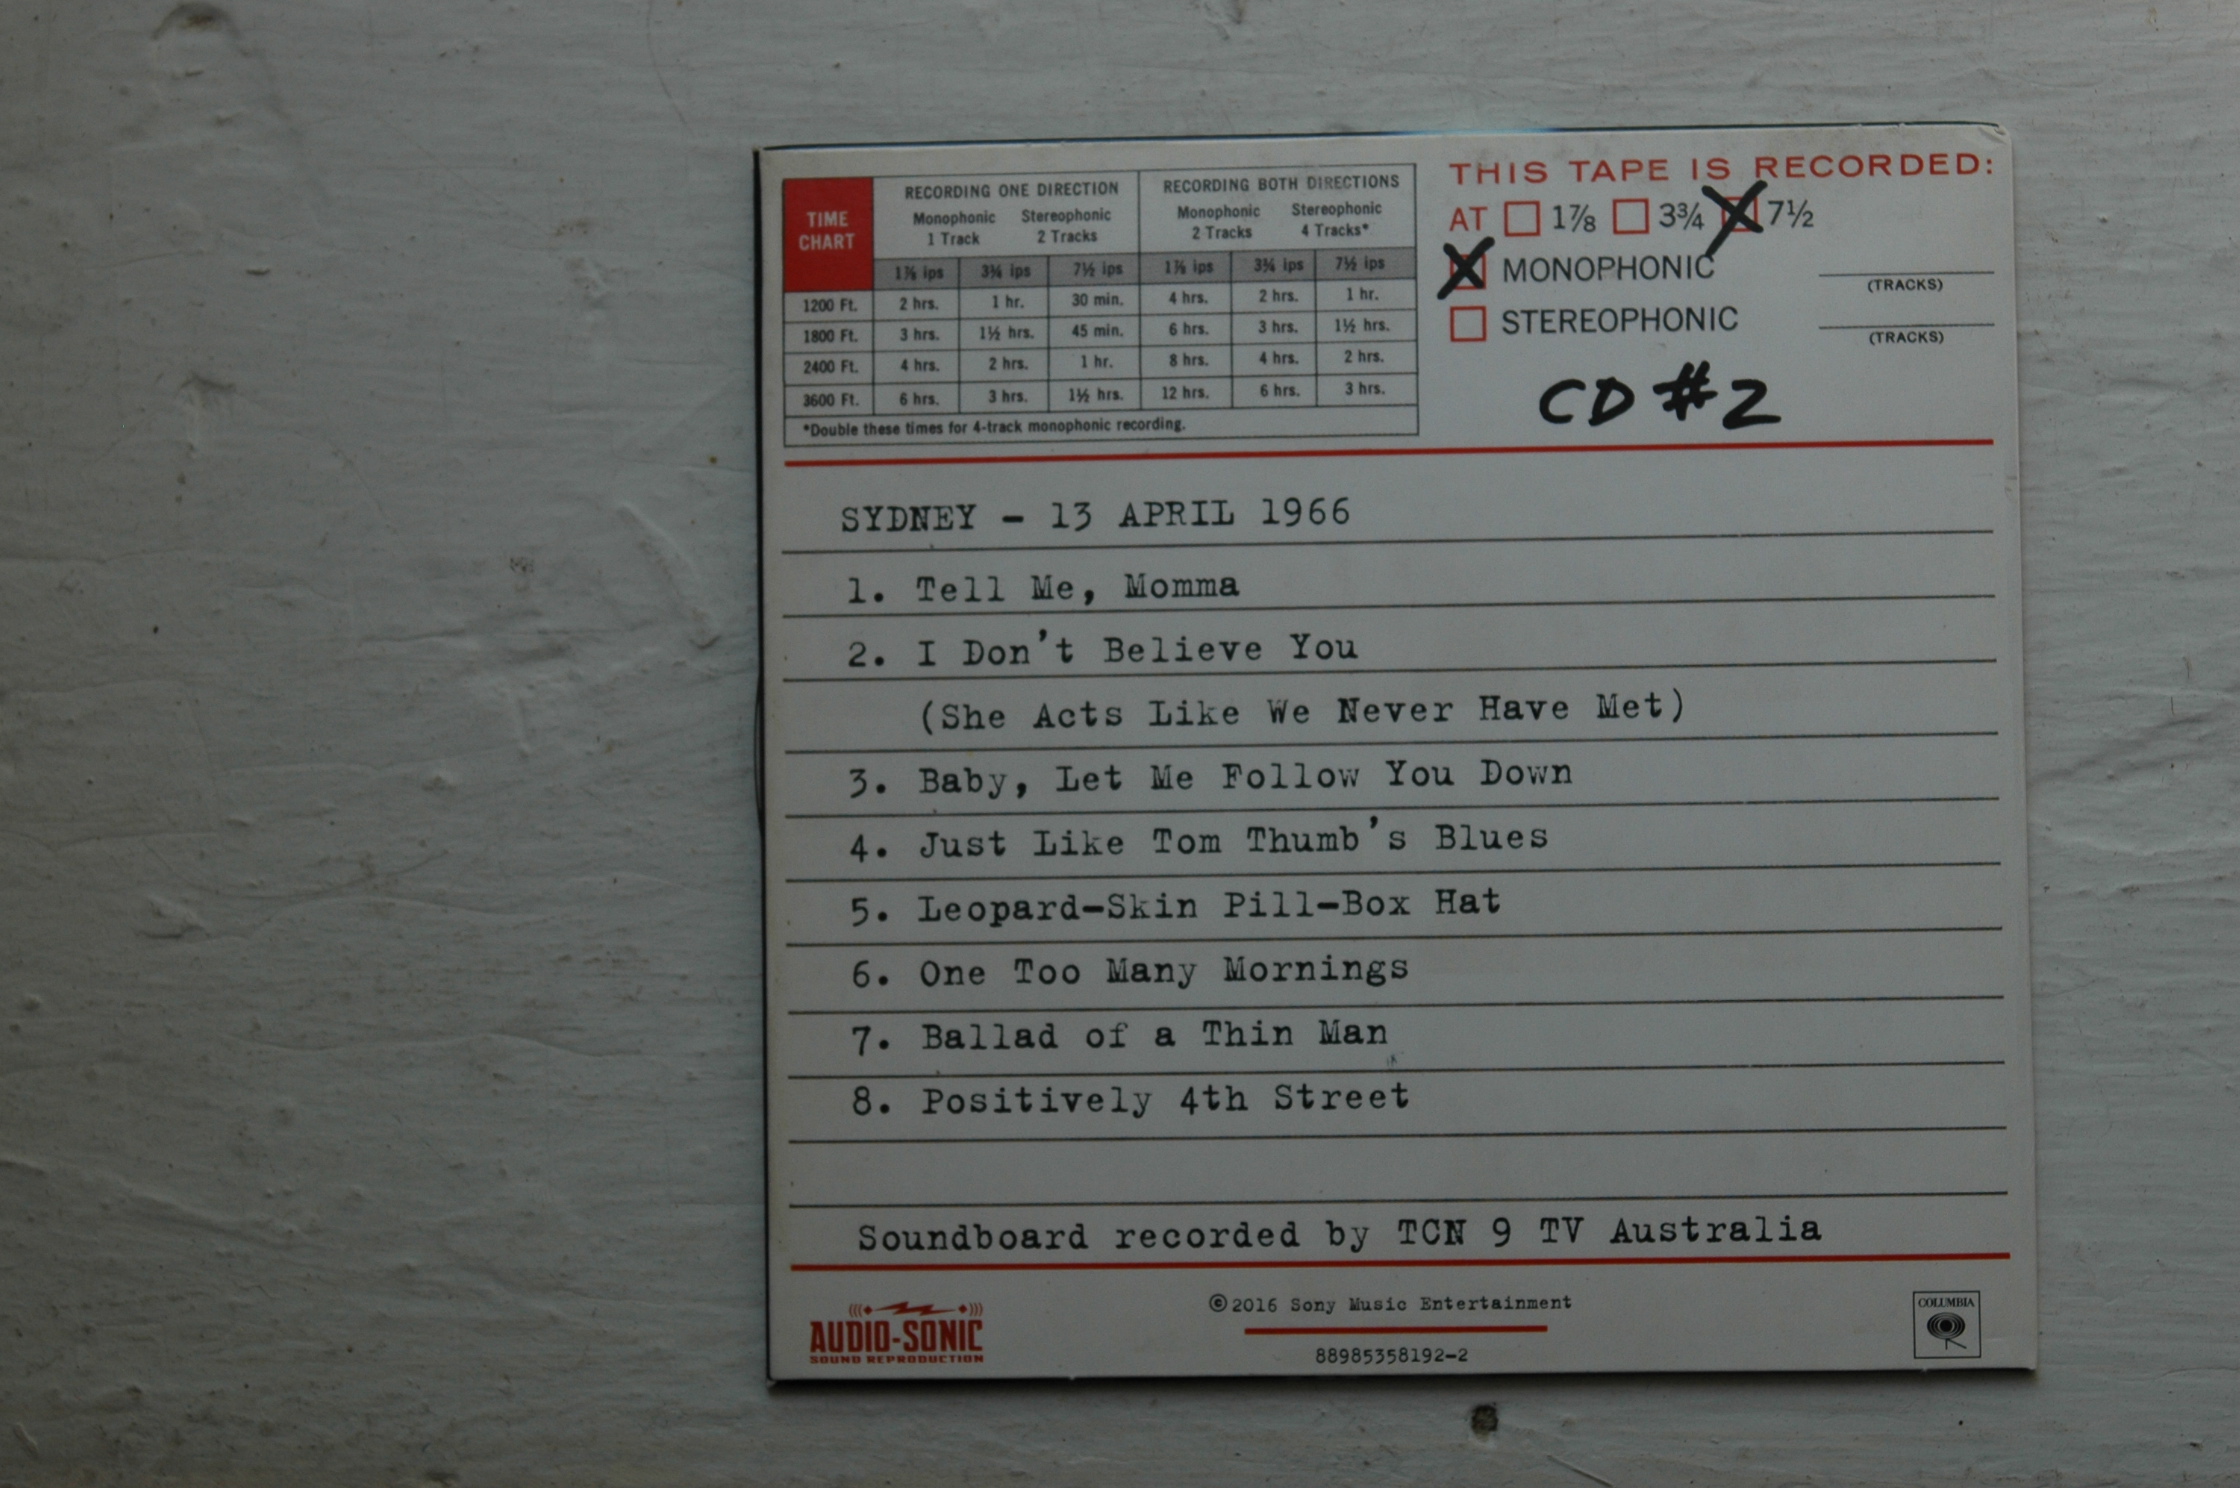 TIME CHART
RECORDING ONE DIRECTION
RECORDING BOTH DIRECTIONS
Monophonic 1 Track
Stereophonic 2 Tracks
Monophonic 2 Tracks
Stereophonic 4 Tracks*
1⅞ ips 3¾ ips 7½ ips 1⅞ ips 3¾ ips 7½ ips
1200 Ft. 2 hrs. 1 hr. 30 min. 4 hrs. 2 hrs. 1 hr.
1800 Ft. 3 hrs. 1½ hrs. 45 min. 6 hrs. 3 hrs. 1½ hrs.
2400 Ft. 4 hrs. 2 hrs. 1 hr. 8 hrs. 4 hrs. 2 hrs.
3600 Ft. 6 hrs. 3 hrs. 1½ hrs. 12 hrs. 6 hrs. 3 hrs.
*Double these times for 4-track monophonic recording.
THIS TAPE IS RECORDED:
AT 1⅞ 3¾ X 7½
X MONOPHONIC (TRACKS)
STEREOPHONIC (TRACKS)
CD #2
SYDNEY - 13 APRIL 1966
1. Tell Me, Momma
2. I Don't Believe You
(She Acts Like We Never Have Met)
3. Baby, Let Me Follow You Down
4. Just Like Tom Thumb's Blues
5. Leopard-Skin Pill-Box Hat
6. One Too Many Mornings
7. Ballad of a Thin Man
8. Positively 4th Street
Soundboard recorded by TCN 9 TV Australia
AUDIO-SONIC
SOUND REPRODUCTION
©2016 Sony Music Entertainment
88985358192-2
COLUMBIA